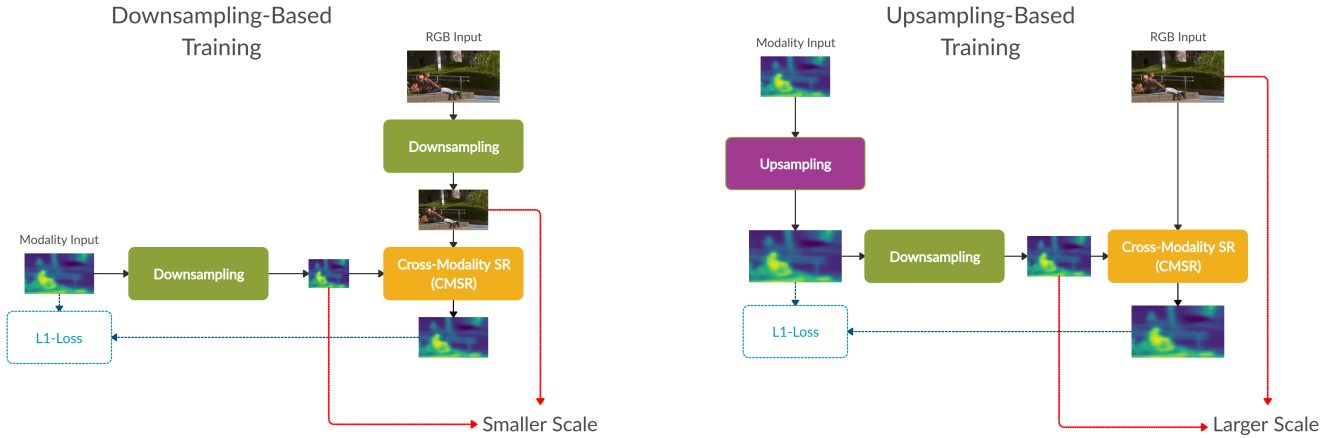 Downsampling-Based
Training
RGB Input
Downsampling
Modality Input
Downsampling
Cross-Modality SR
(CMSR)
L1-Loss
Smaller Scale
Upsampling-Based
Training
Modality Input
RGB Input
Upsampling
Downsampling
Cross-Modality SR
(CMSR)
L1-Loss
Larger Scale